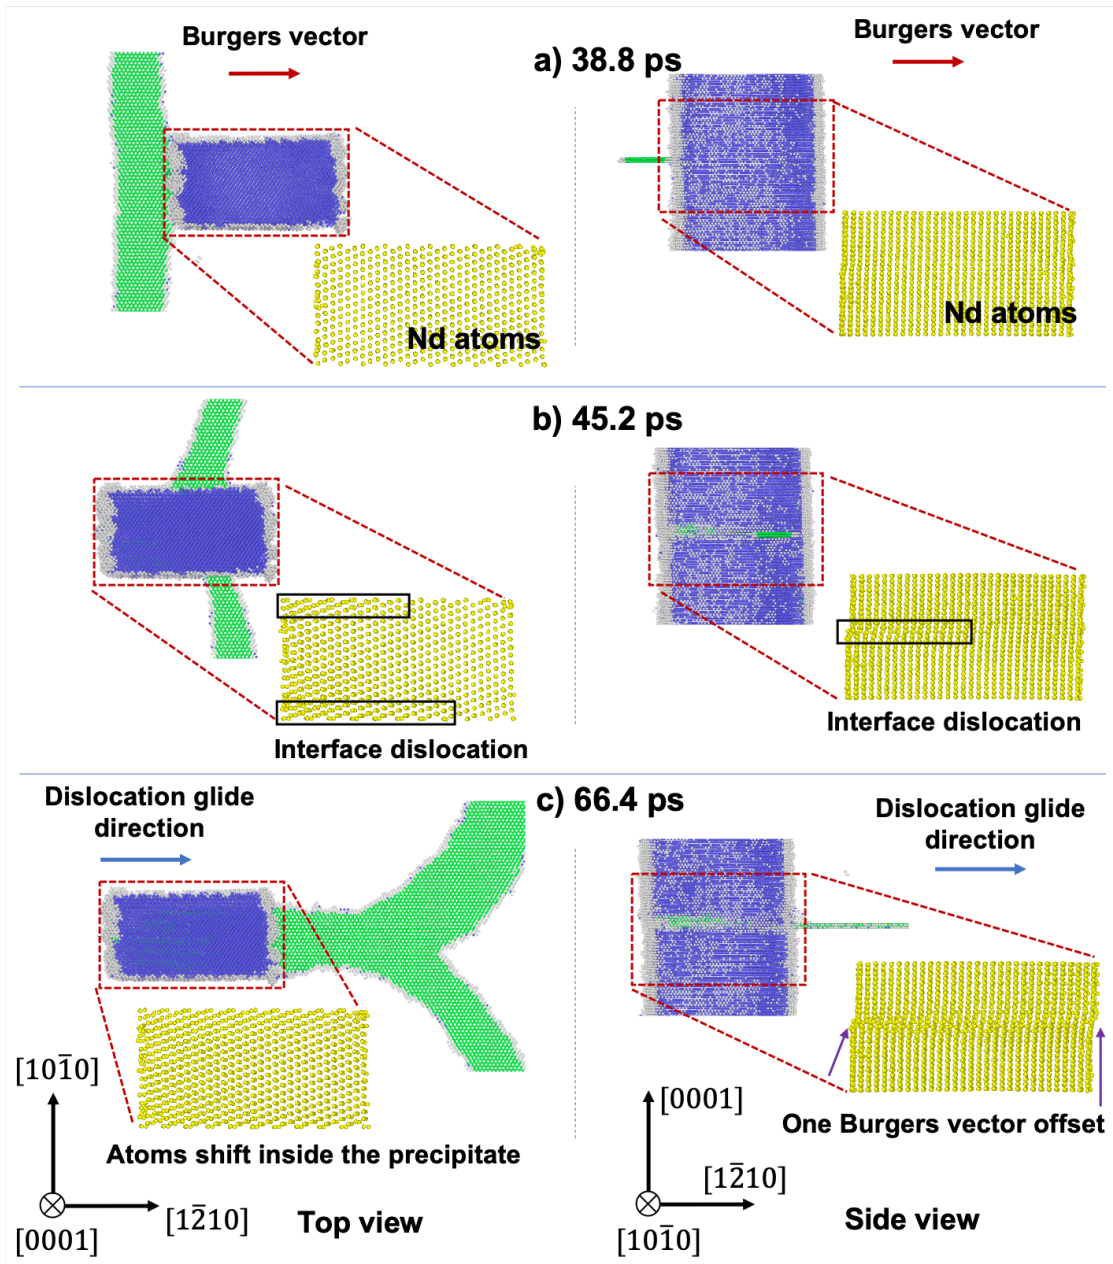 Burgers vector
a) 38.8 ps
Burgers vector
Nd atoms
Nd atoms
b) 45.2 ps
Interface dislocation
Interface dislocation
c) 66.4 ps
Dislocation glide
direction
Dislocation glide
direction
[101̄0]
Atoms shift inside the precipitate
[12̄10]
[0001]
Top view
One Burgers vector offset
[0001]
[12̄10]
[101̄0]
Side view